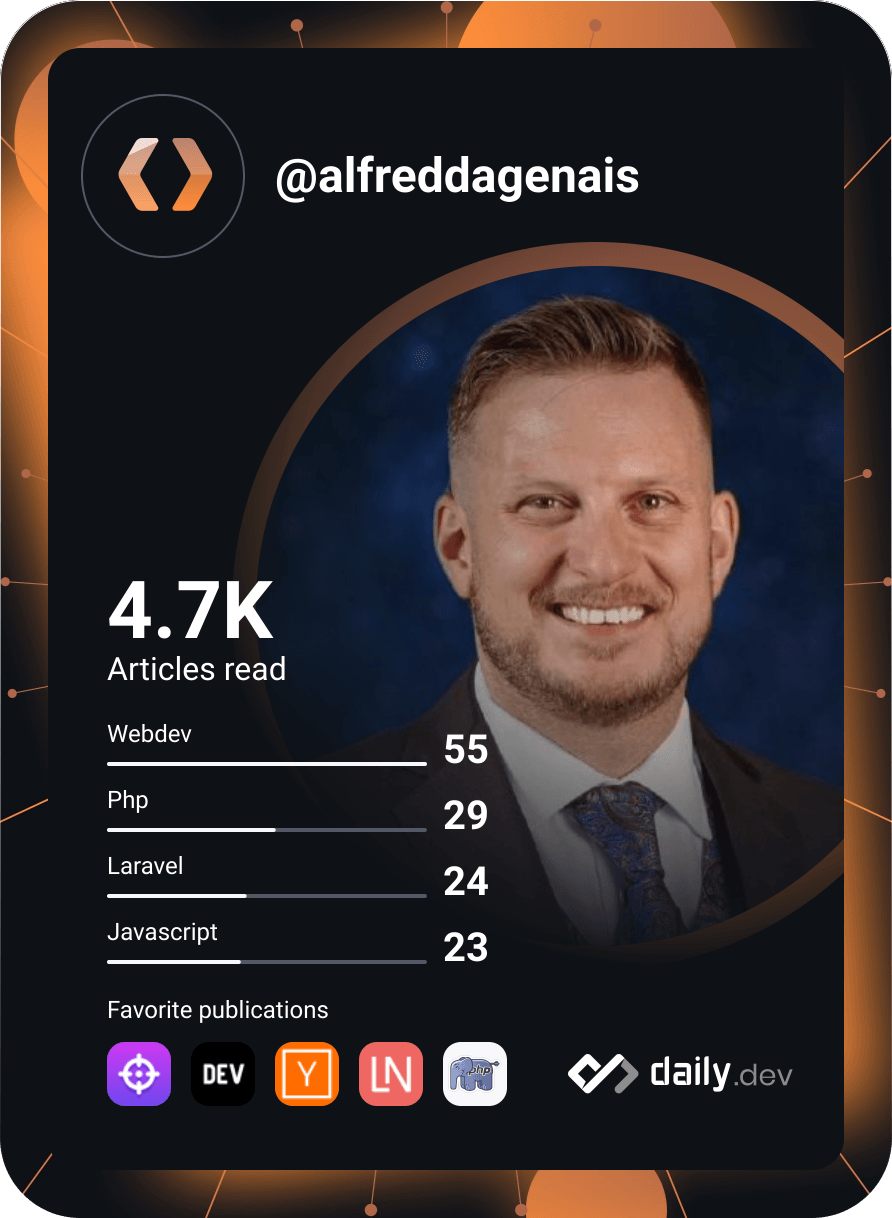 @alfreddagenais
4.7K
Articles read
Webdev
55
Php
29
Laravel
24
Javascript
23
Favorite publications
DEV
Y
LN
php
daily.dev